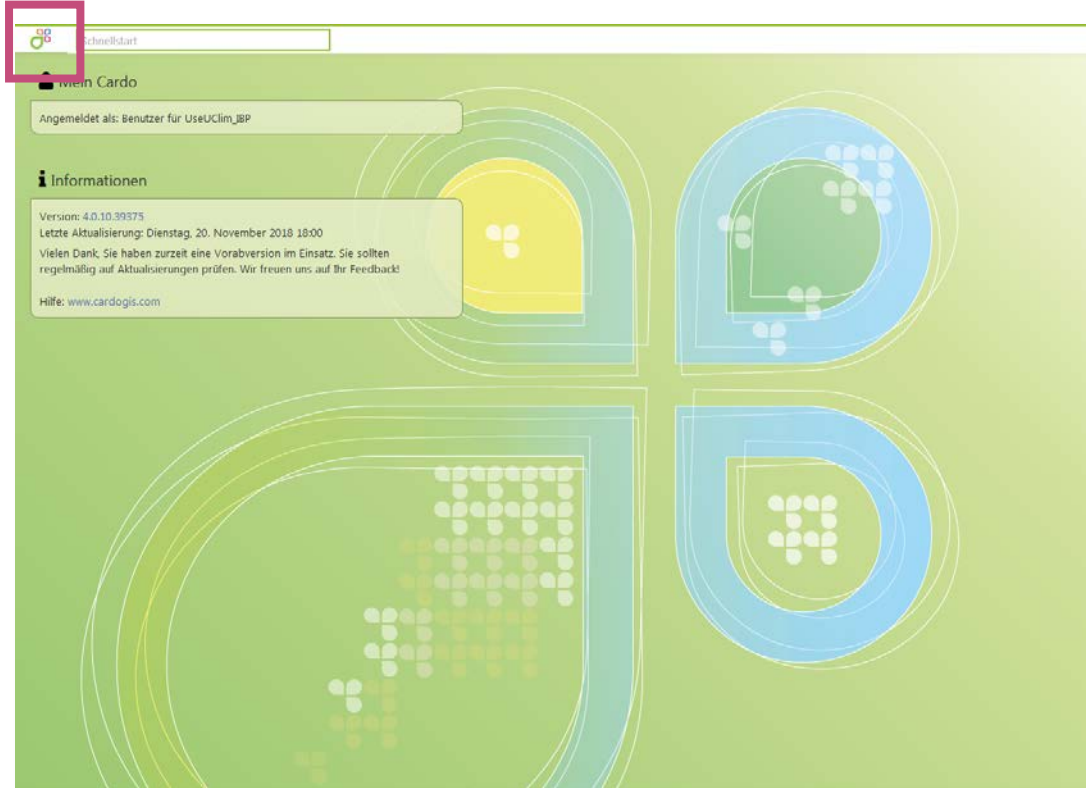 Schnellstart
Mein Cardo
Angemeldet als: Benutzer für UseUClim_IBP
Informationen
Version: 4.0.10.39375
Letzte Aktualisierung: Dienstag, 20. November 2018 18:00
Vielen Dank, Sie haben zurzeit eine Vorabversion im Einsatz. Sie sollten
regelmäßig auf Aktualisierungen prüfen. Wir freuen uns auf Ihr Feedback!
Hilfe: www.cardogis.com